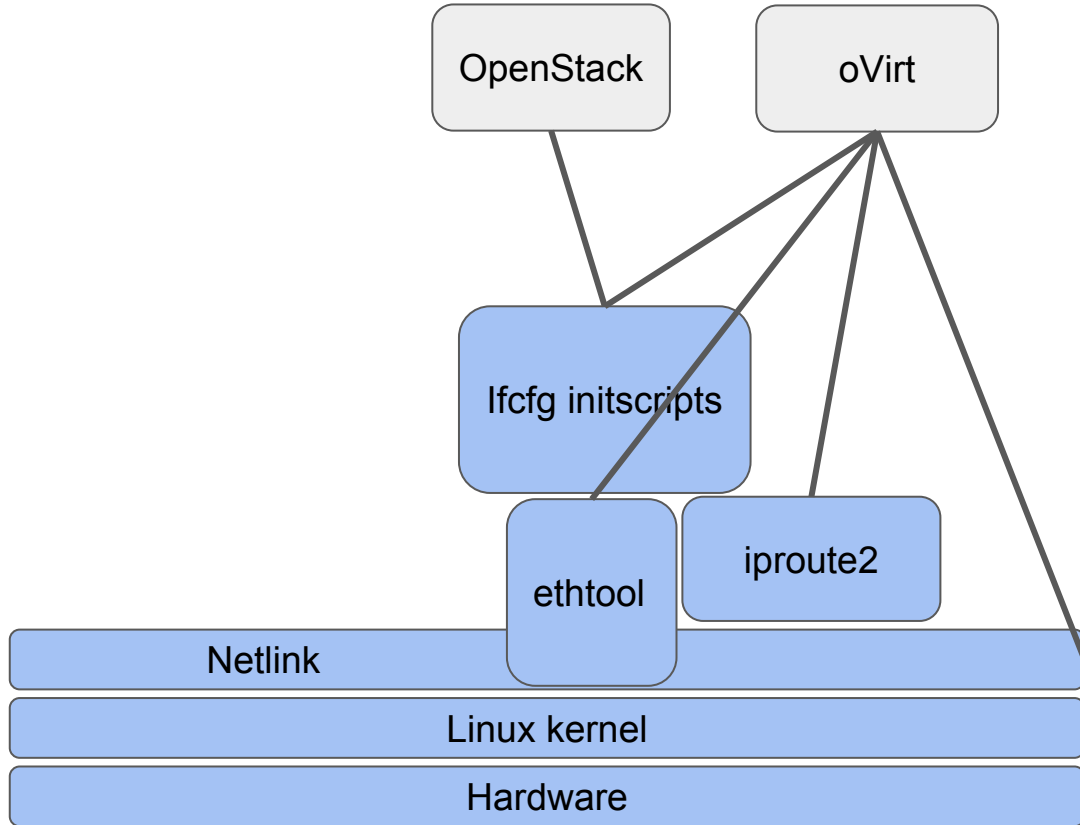 OpenStack
oVirt
Ifcfg initscripts
iproute2
ethtool
Netlink
Linux kernel
Hardware